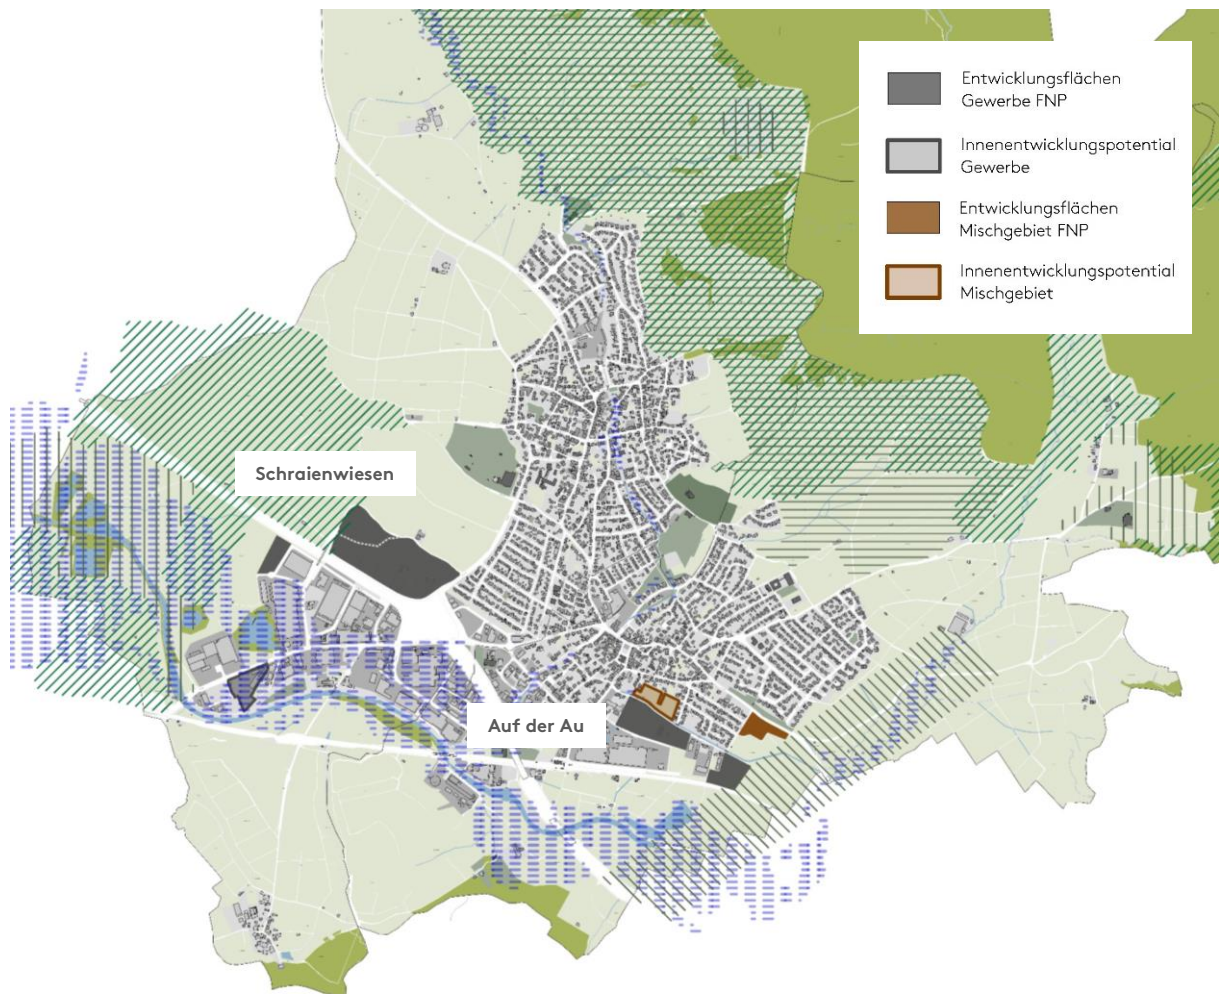 Entwicklungsflächen
Gewerbe FNP
Innenentwicklungspotential
Gewerbe
Entwicklungsflächen
Mischgebiet FNP
Innenentwicklungspotential
Mischgebiet
Schraienwiesen
Auf der Au